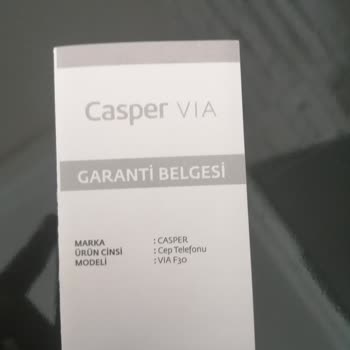 Casper VIA
GARANTİ BELGESİ
MARKA : CASPER
ÜRÜN CİNSİ : Cep Telefonu
MODELİ : VIA F30